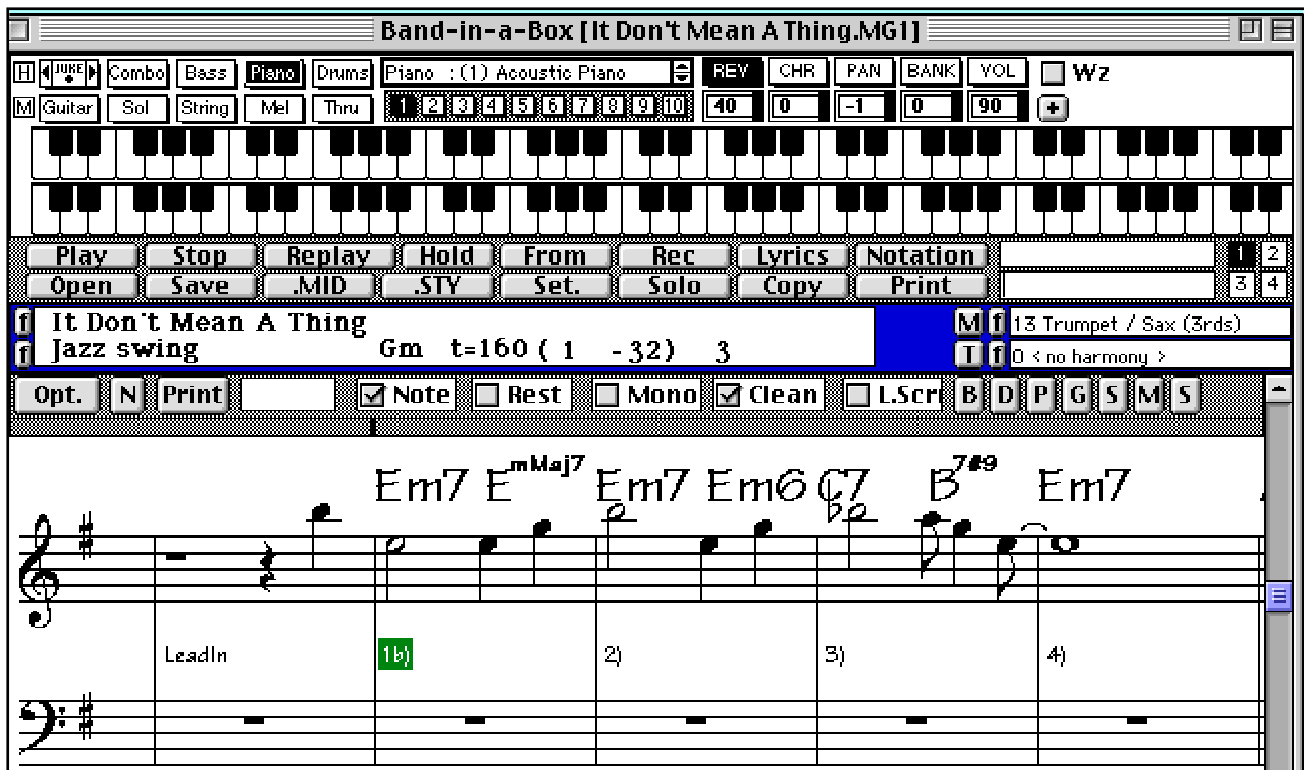 Band-in-a-Box [It Don't Mean A Thing.MG1]
H JUKE Combo Bass Piano Drums Piano :(1) Acoustic Piano REV CHR PAN BANK VOL Wz
M Guitar Sol String Mel Thru 1 2 3 4 5 6 7 8 9 10 40 0 -1 0 90 +
Play Stop Replay Hold From Rec Lyrics Notation 1 2
Open Save .MID .STY Set. Solo Copy Print 3 4
f It Don't Mean A Thing M f 13 Trumpet / Sax (3rds)
f Jazz swing Gm t=160 ( 1 -32) 3 T f 0 < no harmony >
Opt. N Print Note Rest Mono Clean L.Scr B D P G S M S
Em7 EmMaj7 Em7 Em6 C7 B7#9 Em7
LeadIn 1b) 2) 3) 4)